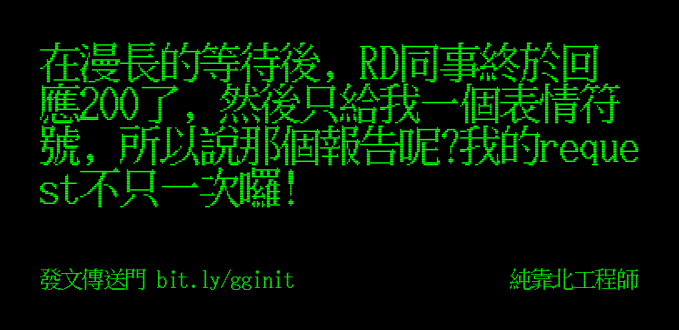 在漫長的等待後, RD同事終於回
應200了, 然後只給我一個表情符
號, 所以說那個報告呢?我的reque
st不只一次囉!
發文傳送門 bit.ly/gginit 純靠北工程師